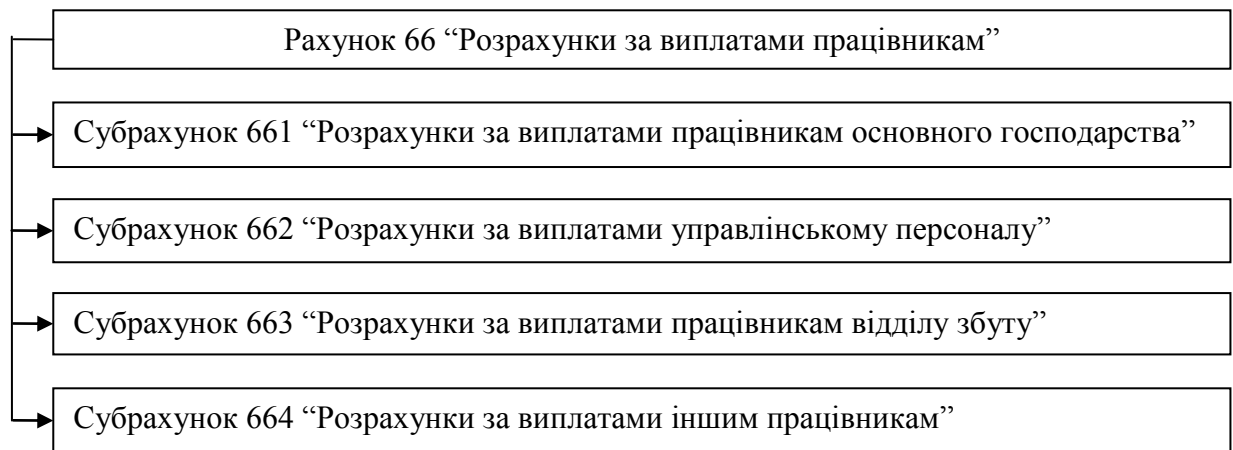 Рахунок 66 “Розрахунки за виплатами працівникам”
Субрахунок 661 “Розрахунки за виплатами працівникам основного господарства”
Субрахунок 662 “Розрахунки за виплатами управлінському персоналу”
Субрахунок 663 “Розрахунки за виплатами працівникам відділу збуту”
Субрахунок 664 “Розрахунки за виплатами іншим працівникам”